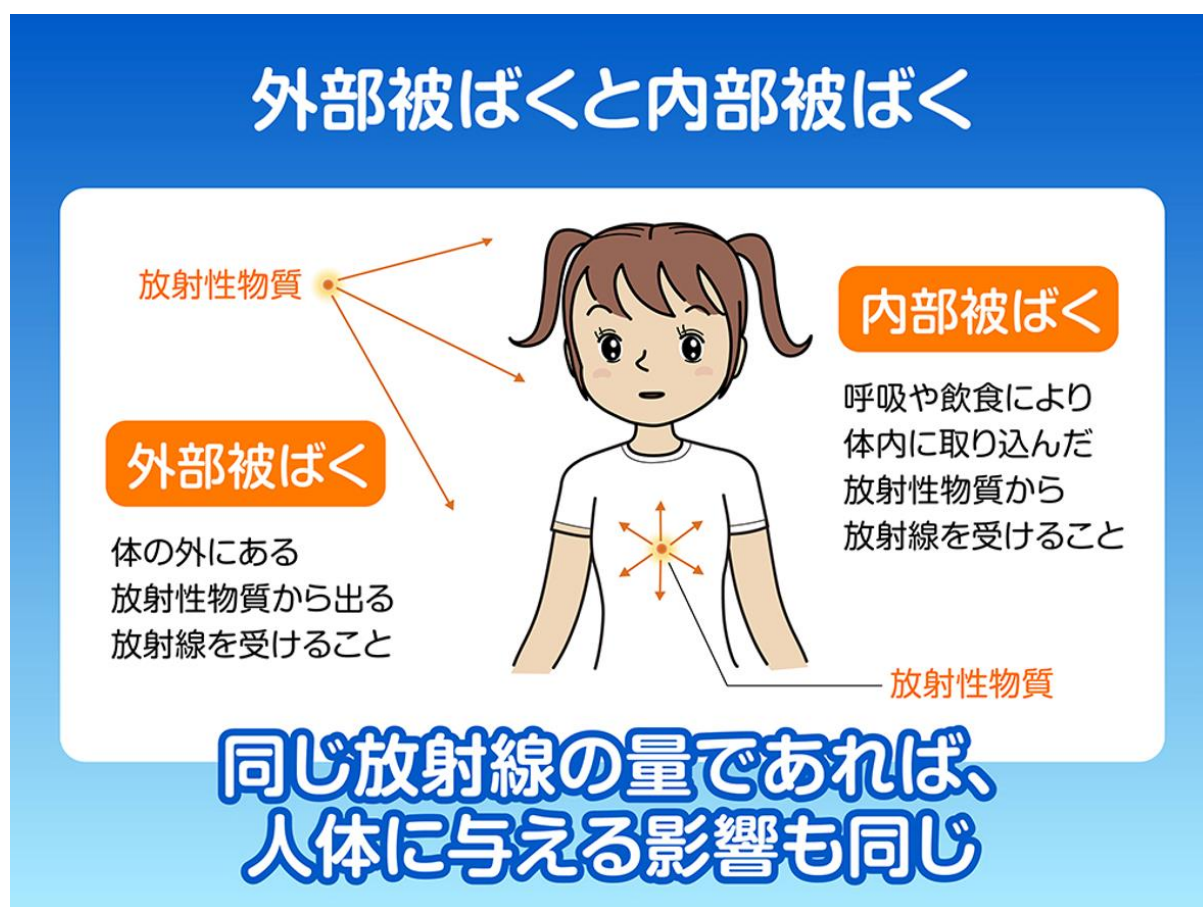 外部被ばくと内部被ばく
放射性物質
外部被ばく
体の外にある
放射性物質から出る
放射線を受けること
内部被ばく
呼吸や飲食により
体内に取り込んだ
放射性物質から
放射線を受けること
放射性物質
同じ放射線の量であれば、
人体に与える影響も同じ